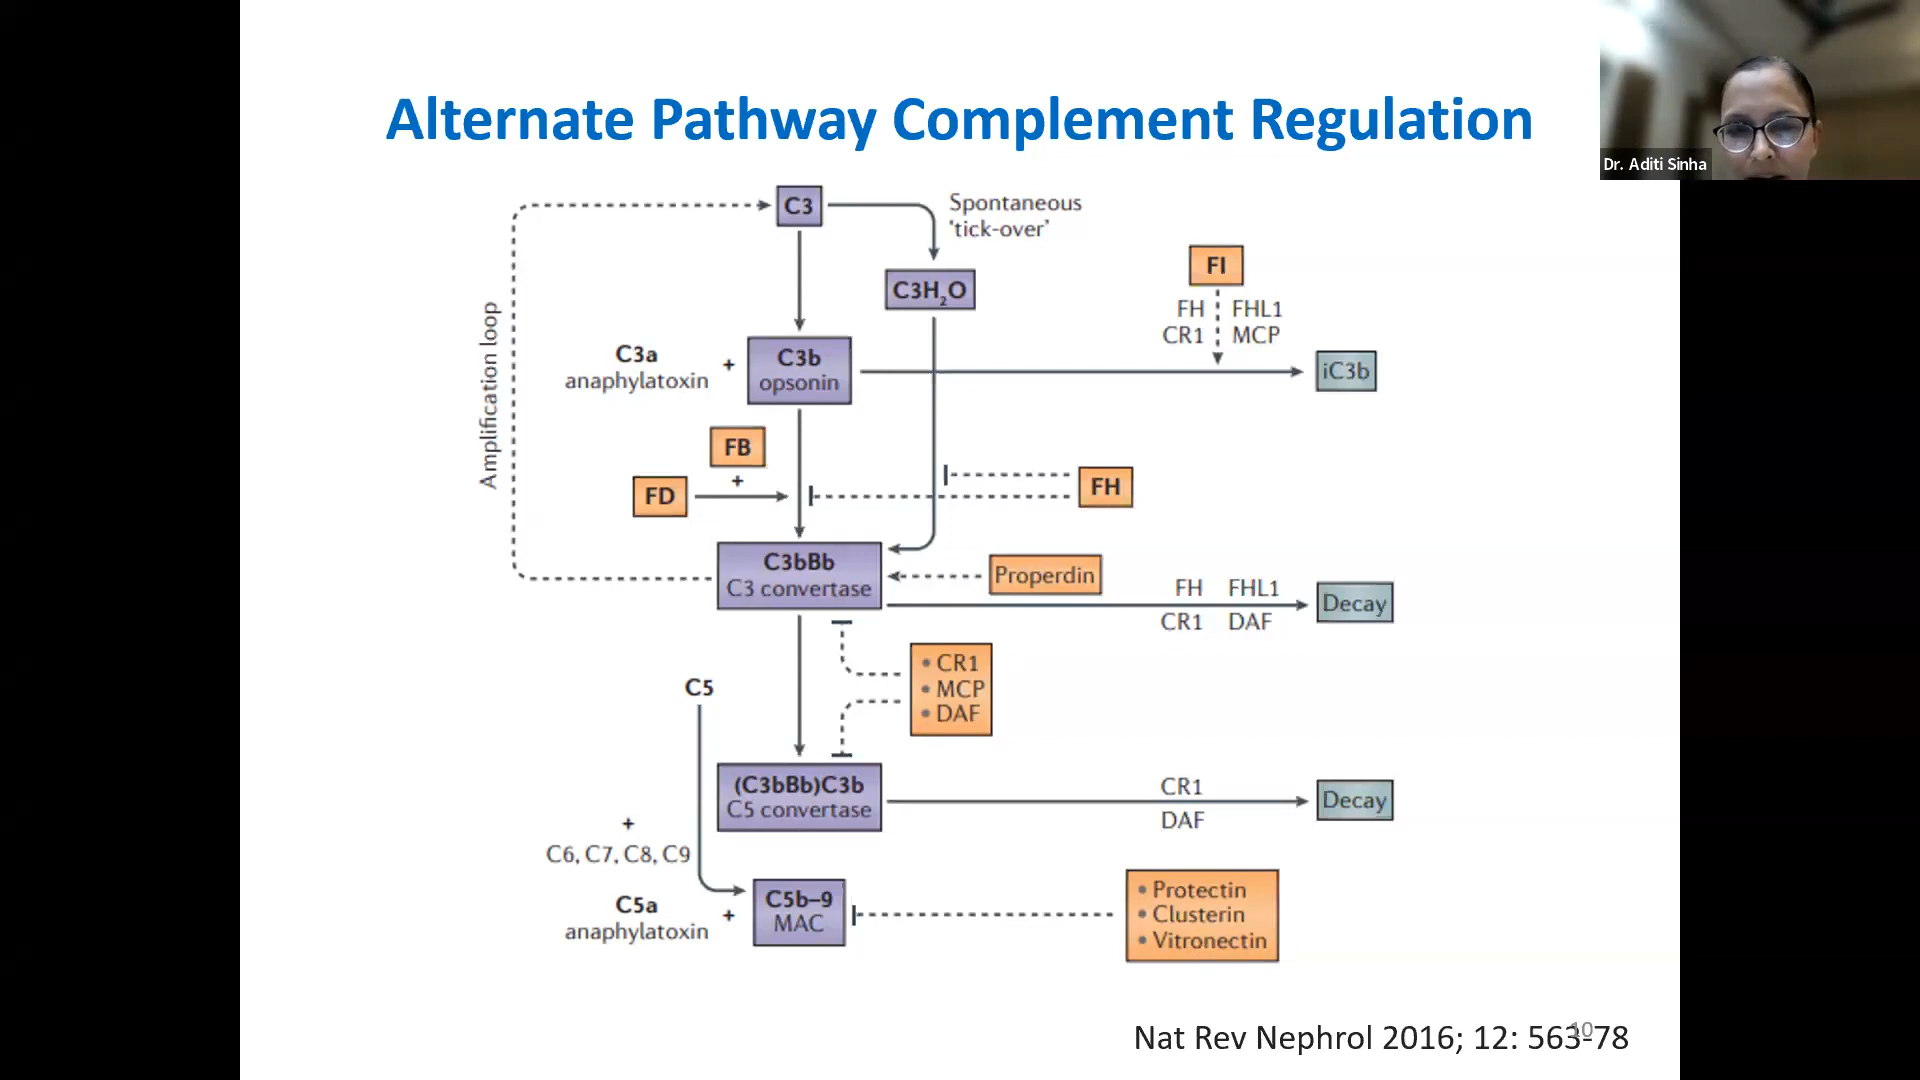 Alternate Pathway Complement Regulation
Dr. Aditi Sinha
C3
Spontaneous
‘tick-over’
C3H₂O
FI
FH FHL1
CR1 MCP
Amplification loop
C3a
anaphylatoxin
+
C3b
opsonin
iC3b
FB
+
FD
FH
C3bBb
C3 convertase
Properdin
FH FHL1
CR1 DAF
Decay
• CR1
• MCP
• DAF
C5
(C3bBb)C3b
C5 convertase
CR1
DAF
Decay
+
C6, C7, C8, C9
C5a
anaphylatoxin
+
C5b–9
MAC
• Protectin
• Clusterin
• Vitronectin
10
Nat Rev Nephrol 2016; 12: 563-78